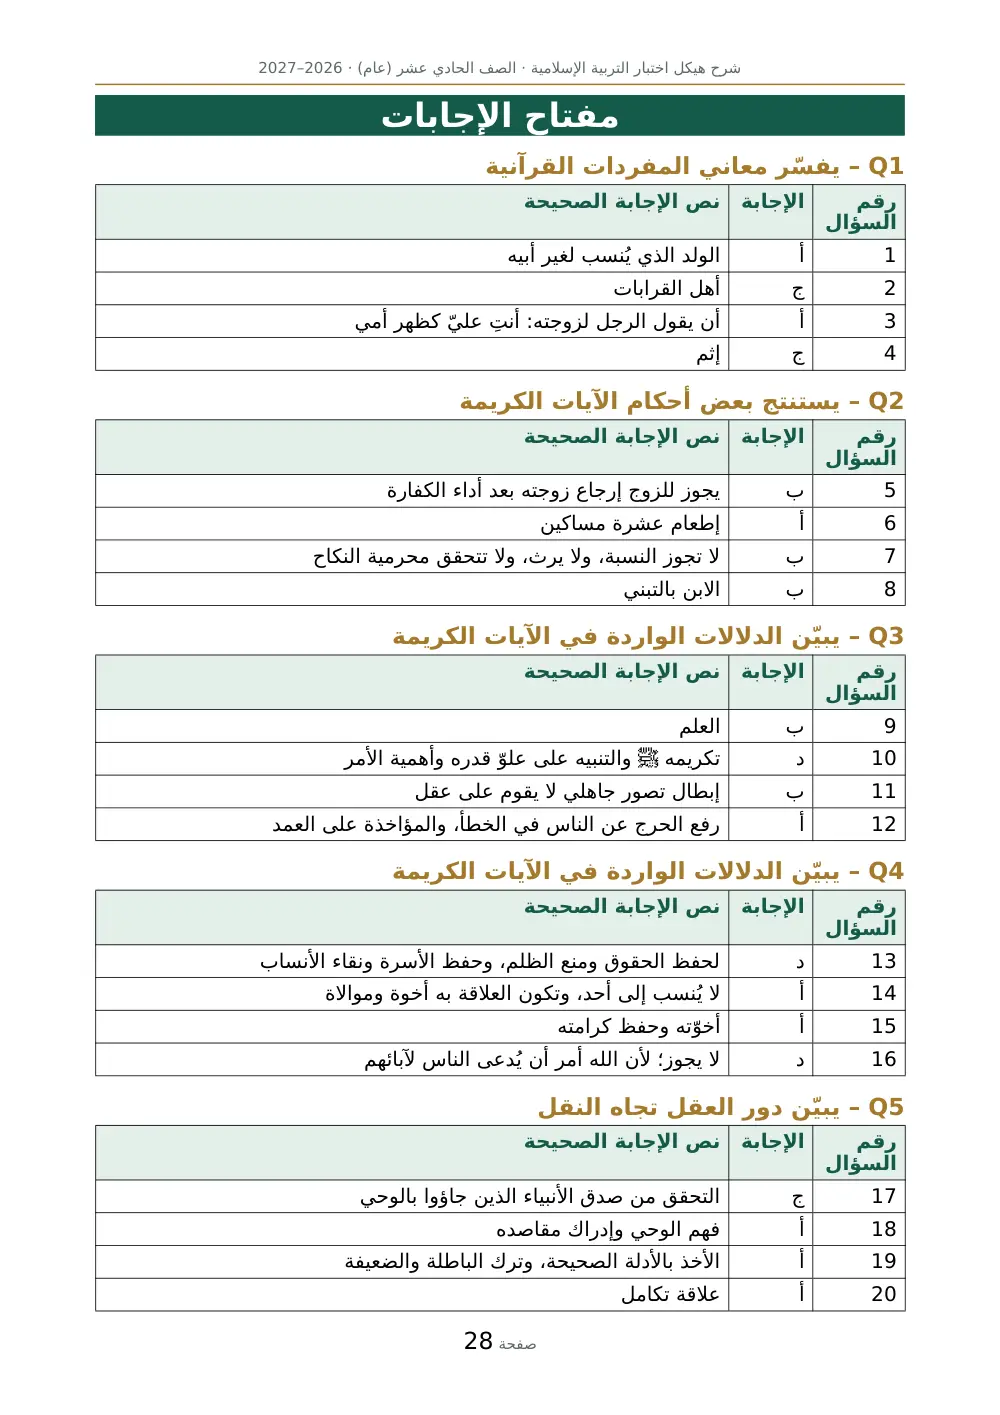 شرح هيكل اختبار التربية الإسلامية · الصف الحادي عشر (عام) · 2026–2027
مفتاح الإجابات
Q1 – يفسّر معاني المفردات القرآنية
رقم السؤال الإجابة نص الإجابة الصحيحة
1 أ الولد الذي يُنسب لغير أبيه
2 ج أهل القرابات
3 أ أن يقول الرجل لزوجته: أنتِ عليّ كظهر أمي
4 ج إثم
Q2 – يستنتج بعض أحكام الآيات الكريمة
رقم السؤال الإجابة نص الإجابة الصحيحة
5 ب يجوز للزوج إرجاع زوجته بعد أداء الكفارة
6 أ إطعام عشرة مساكين
7 ب لا تجوز النسبة، ولا يرث، ولا تتحقق محرمية النكاح
8 ب الابن بالتبني
Q3 – يبيّن الدلالات الواردة في الآيات الكريمة
رقم السؤال الإجابة نص الإجابة الصحيحة
9 ب العلم
10 د تكريمه ﷺ والتنبيه على علوّ قدره وأهمية الأمر
11 ب إبطال تصور جاهلي لا يقوم على عقل
12 أ رفع الحرج عن الناس في الخطأ، والمؤاخذة على العمد
Q4 – يبيّن الدلالات الواردة في الآيات الكريمة
رقم السؤال الإجابة نص الإجابة الصحيحة
13 د لحفظ الحقوق ومنع الظلم، وحفظ الأسرة ونقاء الأنساب
14 أ لا يُنسب إلى أحد، وتكون العلاقة به أخوة وموالاة
15 أ أخوّته وحفظ كرامته
16 د لا يجوز؛ لأن الله أمر أن يُدعى الناس لآبائهم
Q5 – يبيّن دور العقل تجاه النقل
رقم السؤال الإجابة نص الإجابة الصحيحة
17 ج التحقق من صدق الأنبياء الذين جاؤوا بالوحي
18 أ فهم الوحي وإدراك مقاصده
19 أ الأخذ بالأدلة الصحيحة، وترك الباطلة والضعيفة
20 أ علاقة تكامل
صفحة 28